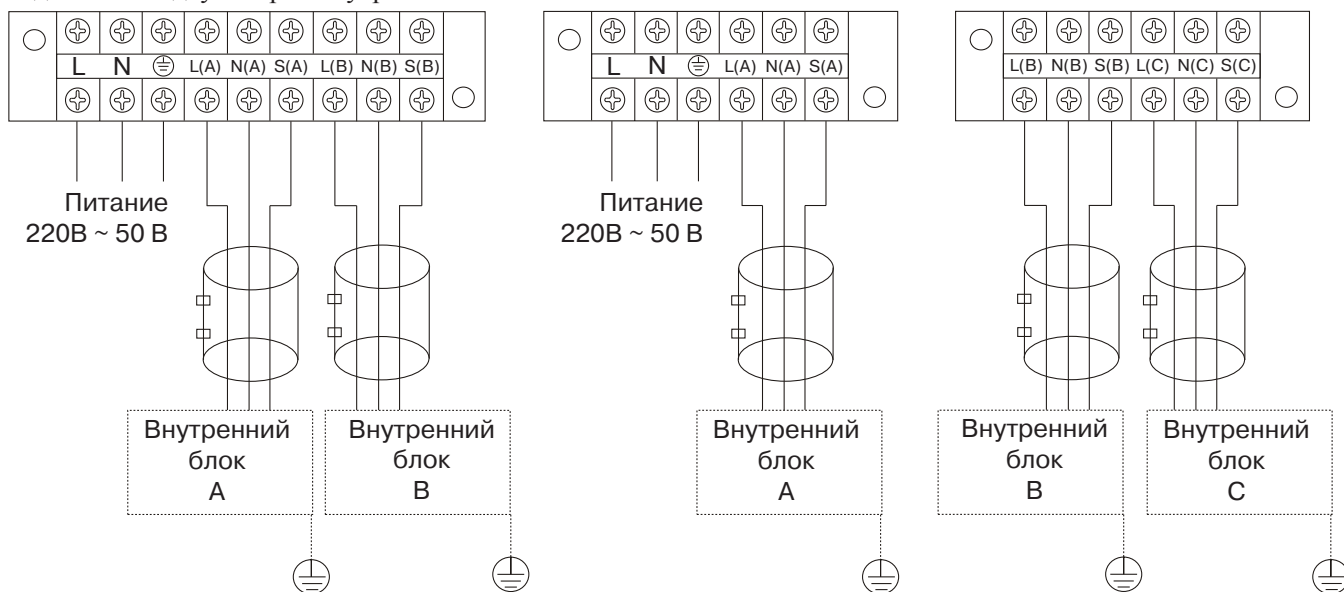 L N L(A) N(A) S(A) L(B) N(B) S(B)
Питание
220В ~ 50 В
Внутренний
блок
A
Внутренний
блок
B
L N L(A) N(A) S(A)
Питание
220В ~ 50 В
Внутренний
блок
A
L(B) N(B) S(B) L(C) N(C) S(C)
Внутренний
блок
B
Внутренний
блок
C